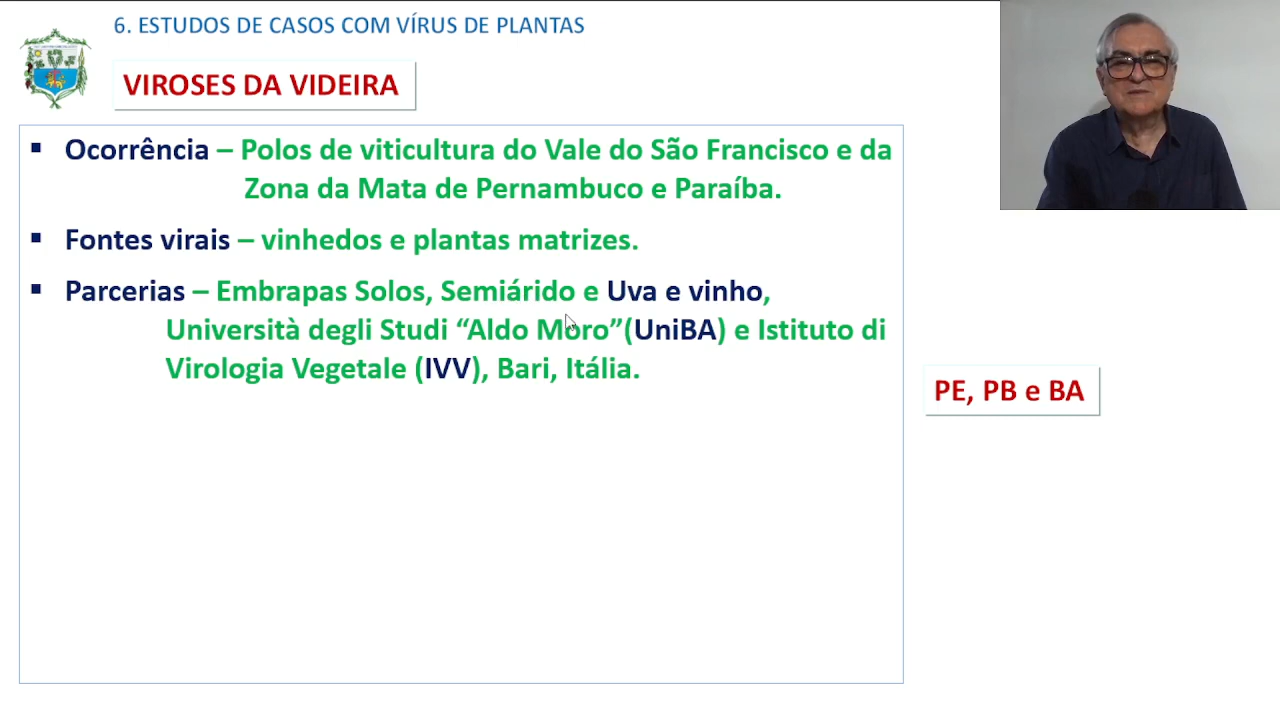 6. ESTUDOS DE CASOS COM VÍRUS DE PLANTAS
VIROSES DA VIDEIRA
▪ Ocorrência – Polos de viticultura do Vale do São Francisco e da
Zona da Mata de Pernambuco e Paraíba.
▪ Fontes virais – vinhedos e plantas matrizes.
▪ Parcerias – Embrapas Solos, Semiárido e Uva e vinho,
Università degli Studi “Aldo Moro”(UniBA) e Istituto di
Virologia Vegetale (IVV), Bari, Itália.
PE, PB e BA